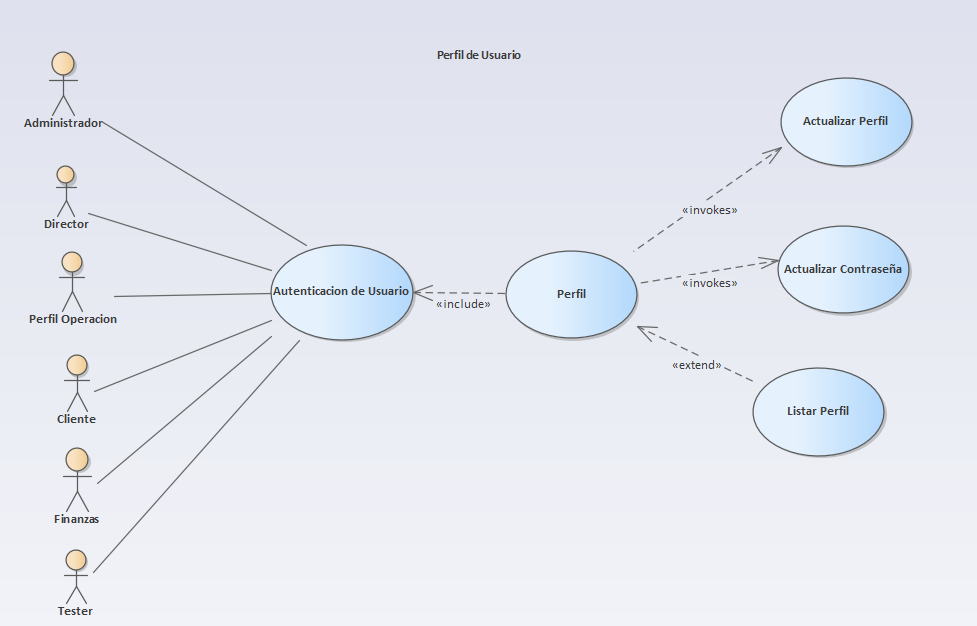 Perfil de Usuario
Administrador
Director
Perfil Operacion
Cliente
Finanzas
Tester
Autenticacion de Usuario
«include»
Perfil
«invokes»
«invokes»
«extend»
Actualizar Perfil
Actualizar Contraseña
Listar Perfil